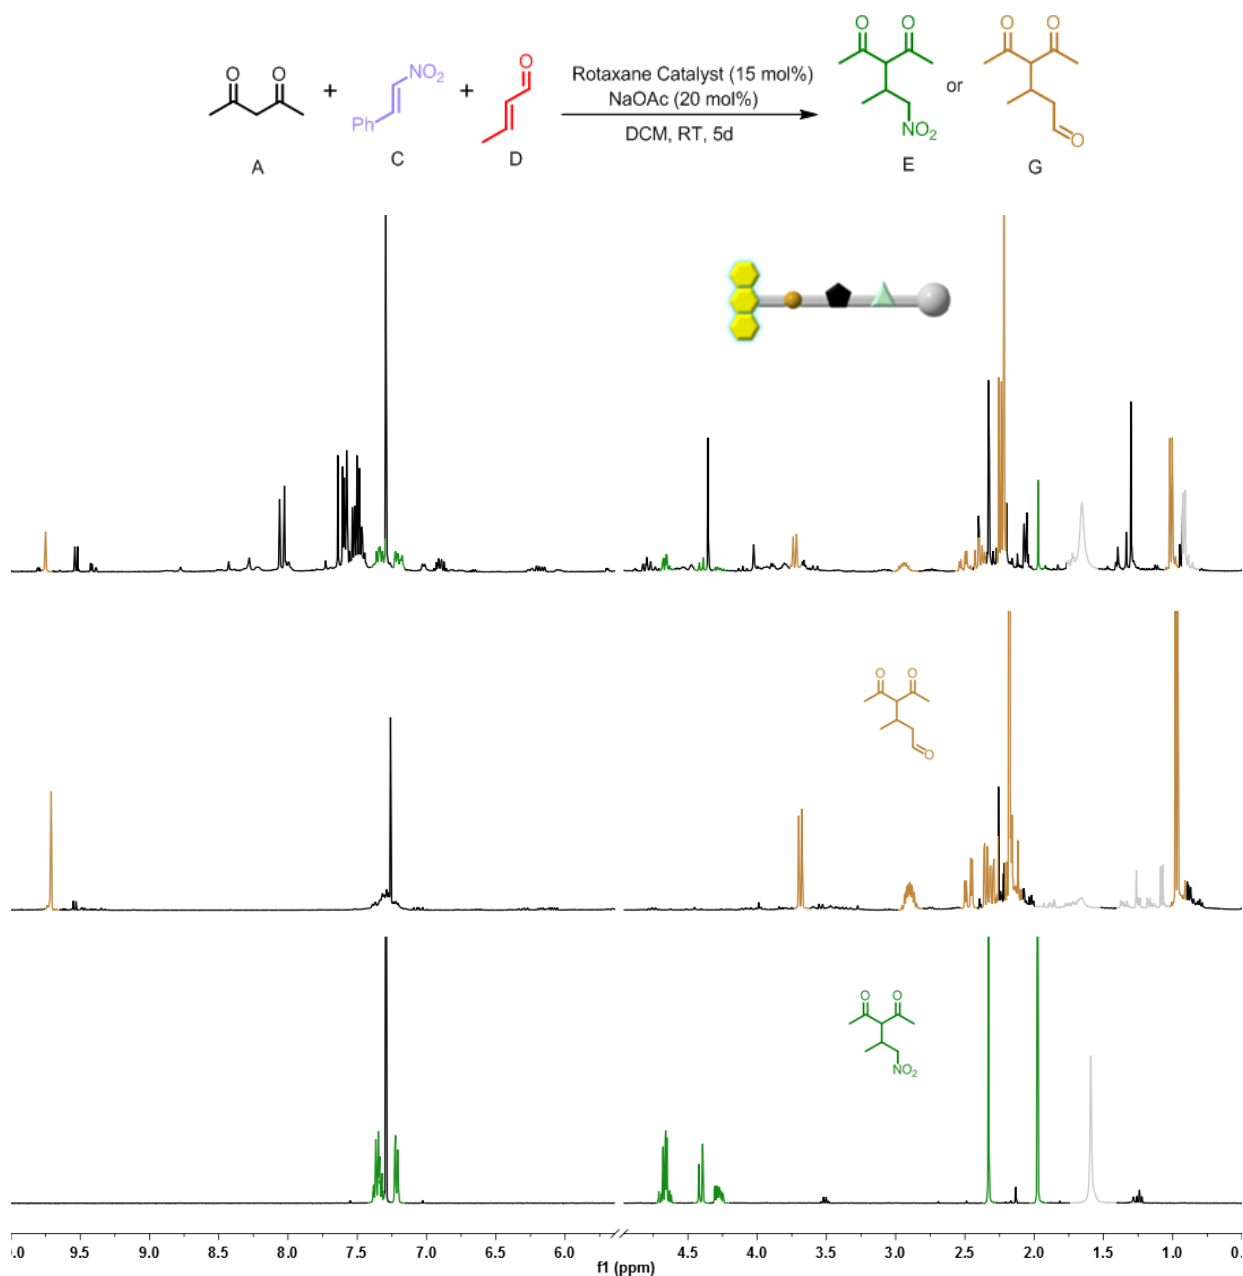 O O
NO₂
Ph
O
+ +
Rotaxane Catalyst (15 mol%)
NaOAc (20 mol%)
DCM, RT, 5d
O O
NO₂
or
O O
O
A
C
D
E
G
O O
O
O O
NO₂
).0 9.5 9.0 8.5 8.0 7.5 7.0 6.5 6.0 4.5 4.0 3.5 3.0 2.5 2.0 1.5 1.0 0.
f1 (ppm)